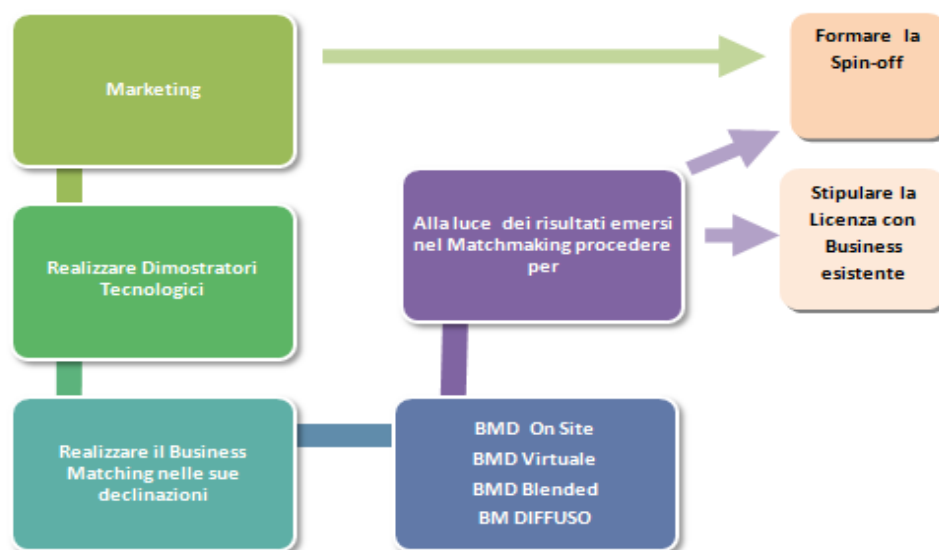 Marketing
Formare la
Spin-off
Alla luce dei risultati emersi
nel Matchmaking procedere
per
Stipulare la
Licenza con
Business
esistente
Realizzare Dimostratori
Tecnologici
Realizzare il Business
Matching nelle sue
declinazioni
BMD On Site
BMD Virtuale
BMD Blended
BM DIFFUSO